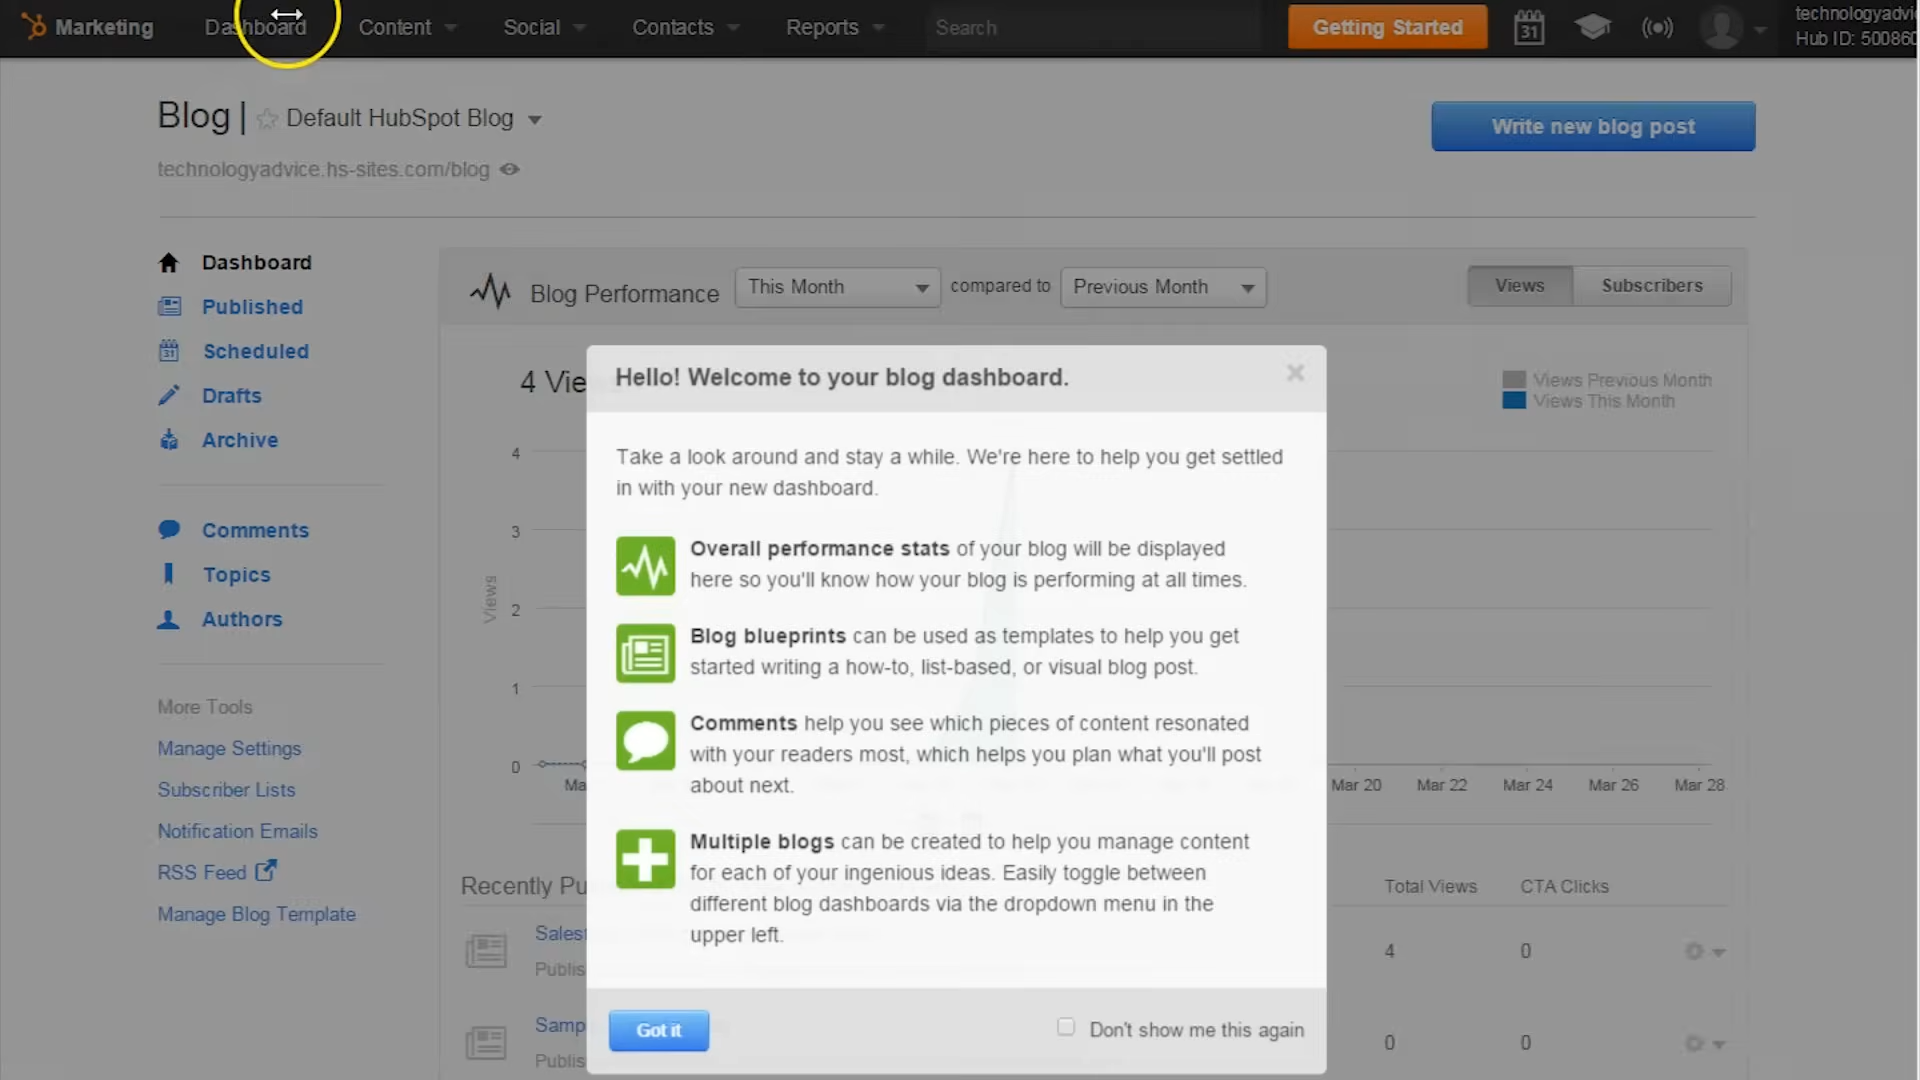 Marketing Dashboard Content Social Contacts Reports Search Getting Started 31
technologyadvic
Hub ID: 500860
Blog | Default HubSpot Blog
Write new blog post
technologyadvice.hs-sites.com/blog
Dashboard
Published
31 Scheduled
Drafts
Archive
Comments
Topics
Authors
More Tools
Manage Settings
Subscriber Lists
Notification Emails
RSS Feed
Manage Blog Template
Blog Performance This Month compared to Previous Month Views Subscribers
4 Vie
Views Previous Month
Views This Month
Views
4
3
2
1
0
Ma
Mar 20 Mar 22 Mar 24 Mar 26 Mar 28
Hello! Welcome to your blog dashboard.
Take a look around and stay a while. We're here to help you get settled
in with your new dashboard.
Overall performance stats of your blog will be displayed
here so you'll know how your blog is performing at all times.
Blog blueprints can be used as templates to help you get
started writing a how-to, list-based, or visual blog post.
Comments help you see which pieces of content resonated
with your readers most, which helps you plan what you'll post
about next.
Multiple blogs can be created to help you manage content
for each of your ingenious ideas. Easily toggle between
different blog dashboards via the dropdown menu in the
upper left.
Got it
Don't show me this again
Recently Pu
Total Views CTA Clicks
Sales
Publis
4 0
Samp
Publis
0 0